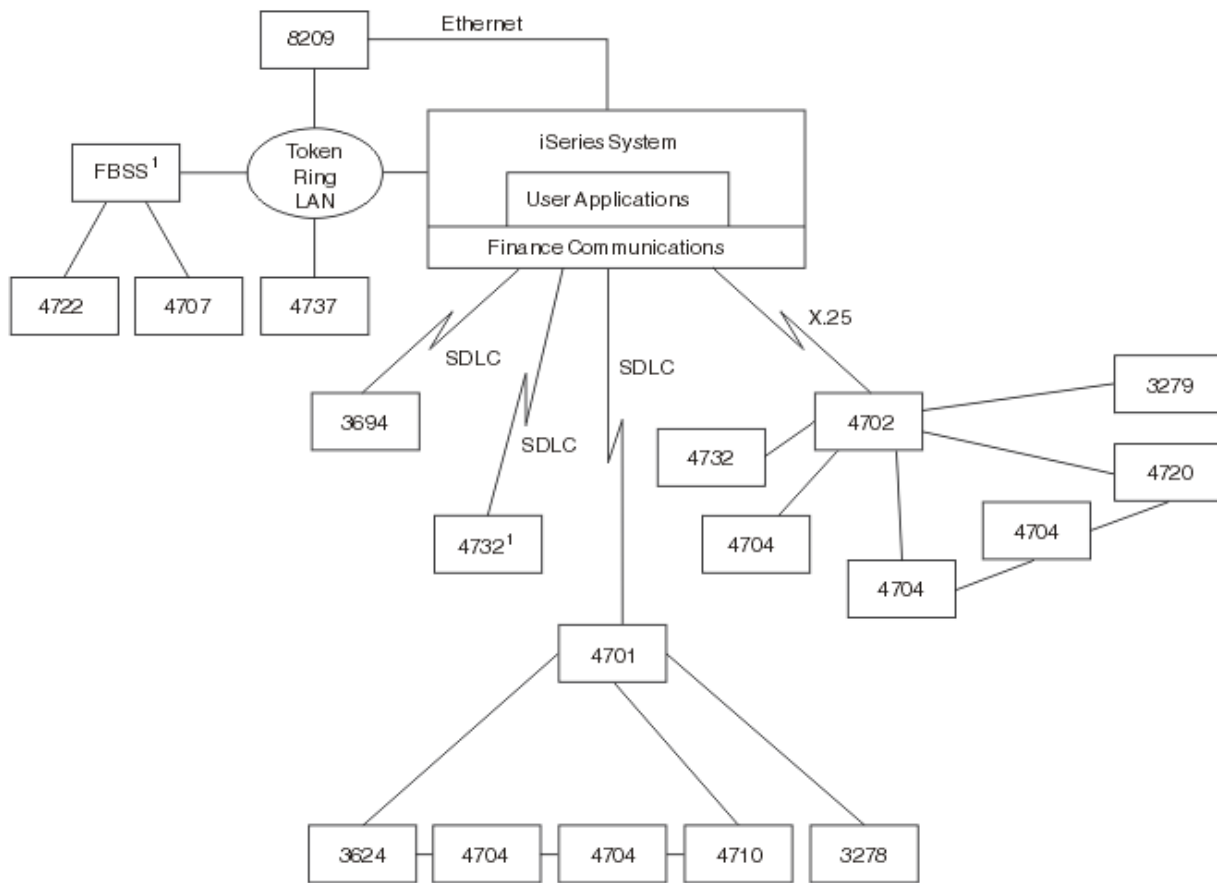 Ethernet
8209
iSeries System
Token
Ring
LAN
FBSS¹
User Applications
Finance Communications
4722
4707
4737
X.25
SDLC
SDLC
3279
3694
4702
SDLC
4732
4720
4704
4732¹
4704
4704
4701
3624
4704
4704
4710
3278